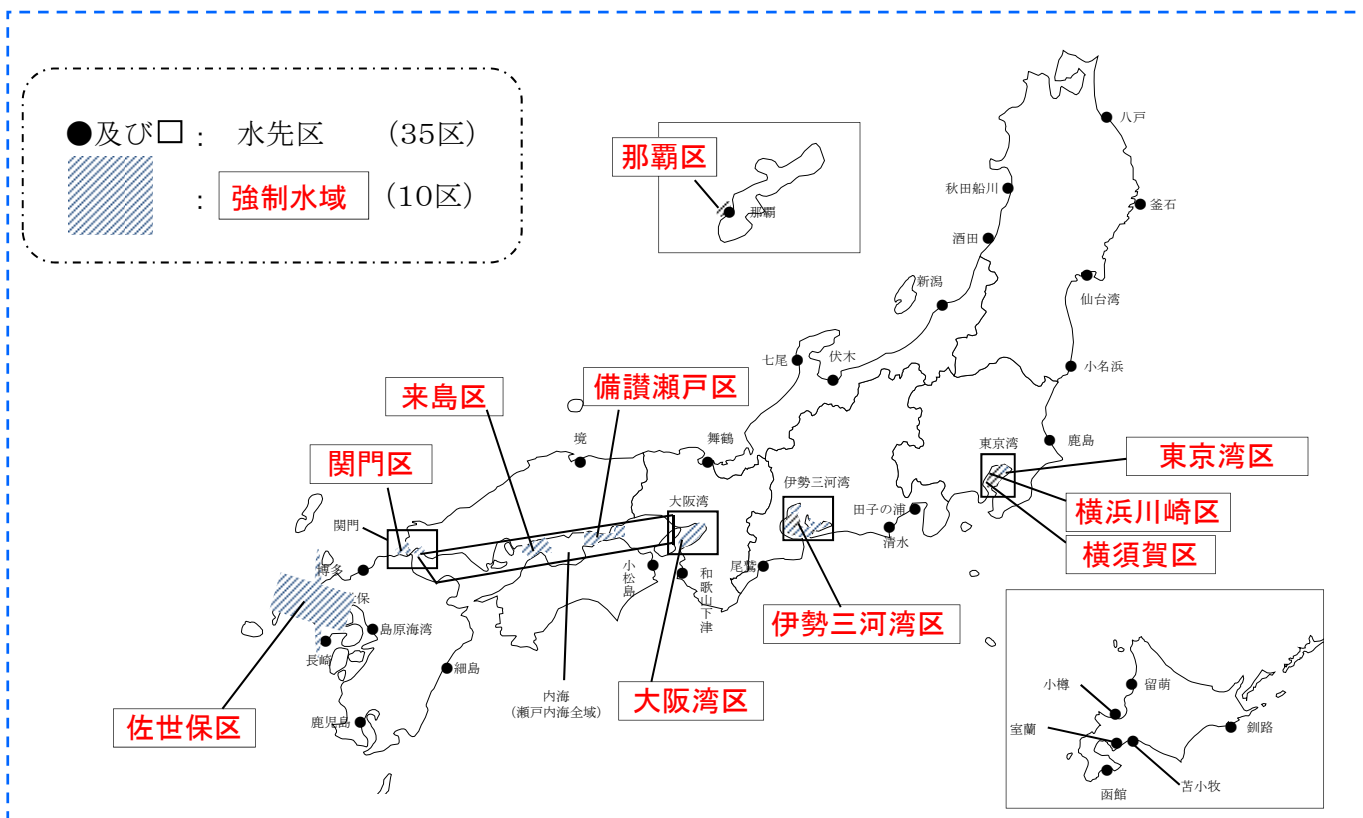 ●及び□ : 水先区 (35区)
: 強制水域 (10区)
那覇区
那覇
八戸
秋田船川
釜石
酒田
仙台湾
新潟
小名浜
七尾
伏木
鹿島
東京湾
東京湾区
横浜川崎区
横須賀区
備讃瀬戸区
来島区
関門区
境
舞鶴
大阪湾
伊勢三河湾
田子の浦
清水
関門
博多
保
小松島
和歌山下津
尾鷲
伊勢三河湾区
島原海湾
長崎
細島
内海
(瀬戸内海全域)
大阪湾区
佐世保区
鹿児島
小樽
留萌
室蘭
釧路
苫小牧
函館